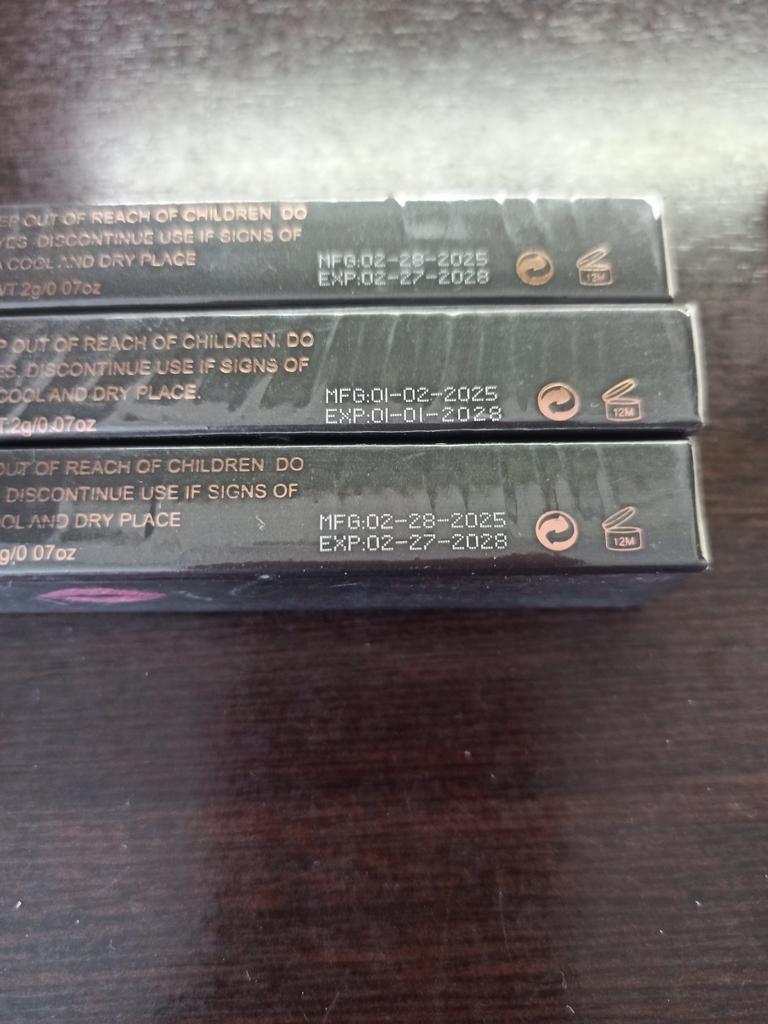 OUT OF REACH OF CHILDREN DO
DISCONTINUE USE IF SIGNS OF
COOL AND DRY PLACE
2g/0.07oz
MFG:02-28-2025
EXP:02-27-2028
12M
P OUT OF REACH OF CHILDREN. DO
ES. DISCONTINUE USE IF SIGNS OF
COOL AND DRY PLACE.
T 2g/0.07oz
MFG:01-02-2025
EXP:01-01-2028
12M
OUT OF REACH OF CHILDREN DO
DISCONTINUE USE IF SIGNS OF
OOL AND DRY PLACE
g/0.07oz
MFG:02-28-2025
EXP:02-27-2028
12M